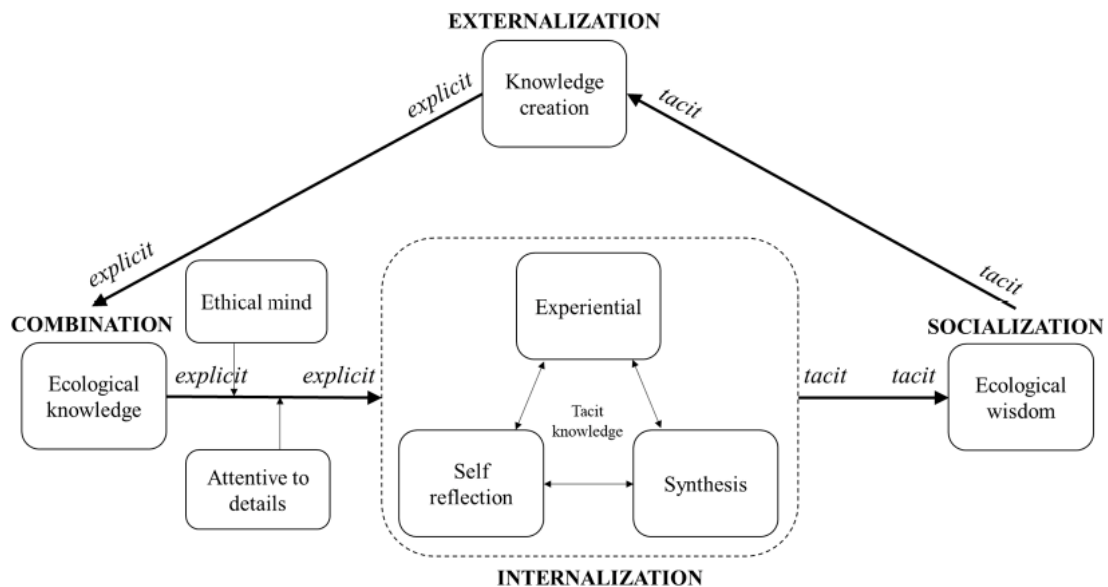 EXTERNALIZATION
Knowledge
creation
explicit
tacit
explicit
tacit
COMBINATION
Ethical mind
Experiential
SOCIALIZATION
Ecological
knowledge
explicit
explicit
tacit
tacit
Ecological
wisdom
Tacit
knowledge
Attentive to
details
Self
reflection
Synthesis
INTERNALIZATION